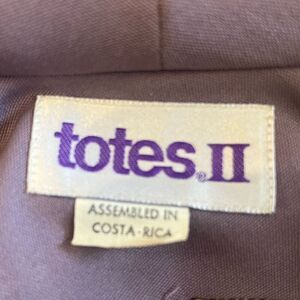 totes® II
ASSEMBLED IN
COSTA-RICA